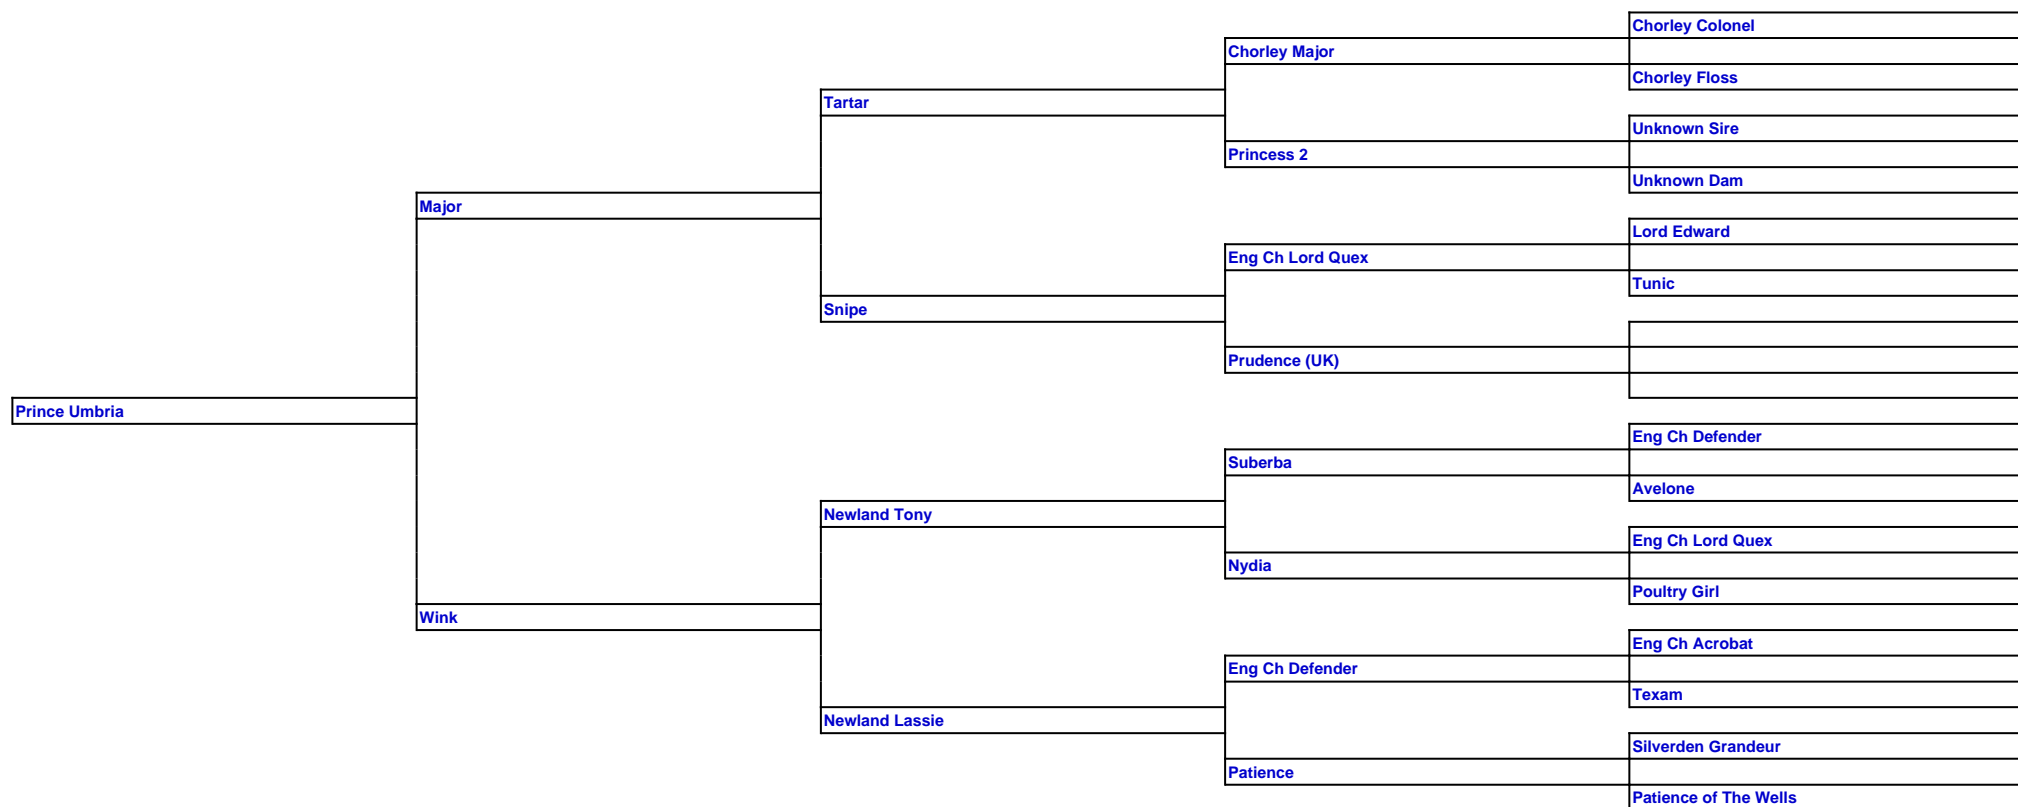 Chorley Colonel
Chorley Major
Chorley Floss
Tartar
Unknown Sire
Princess 2
Unknown Dam
Major
Lord Edward
Eng Ch Lord Quex
Tunic
Snipe
Prudence (UK)
Prince Umbria
Eng Ch Defender
Suberba
Avelone
Newland Tony
Eng Ch Lord Quex
Nydia
Poultry Girl
Wink
Eng Ch Acrobat
Eng Ch Defender
Texam
Newland Lassie
Silverden Grandeur
Patience
Patience of The Wells